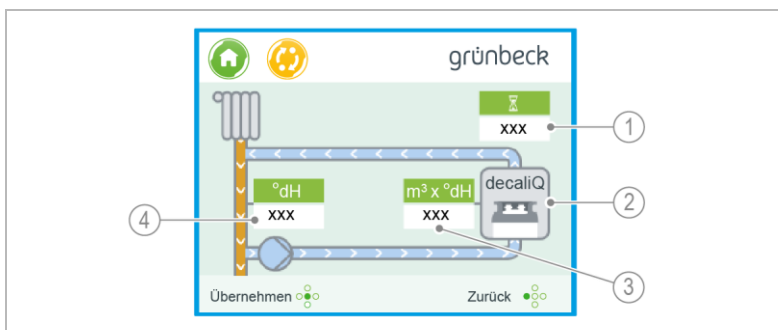 grünbeck
xxx
1
°dH
m³ x °dH
decaliQ
2
xxx
xxx
4
3
Übernehmen
Zurück